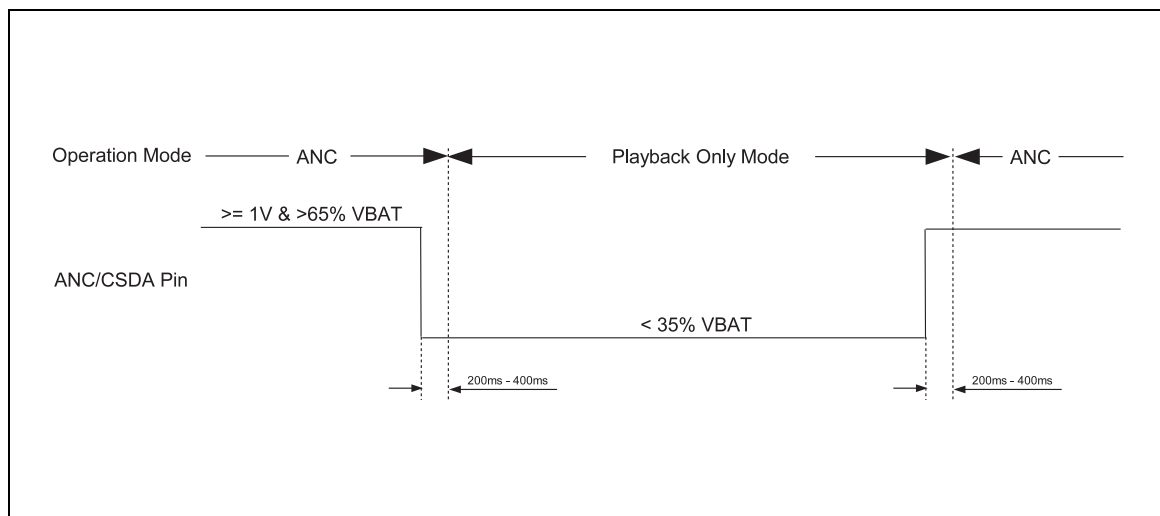 Operation Mode ANC Playback Only Mode ANC
>= 1V & >65% VBAT
ANC/CSDA Pin
< 35% VBAT
200ms - 400ms 200ms - 400ms